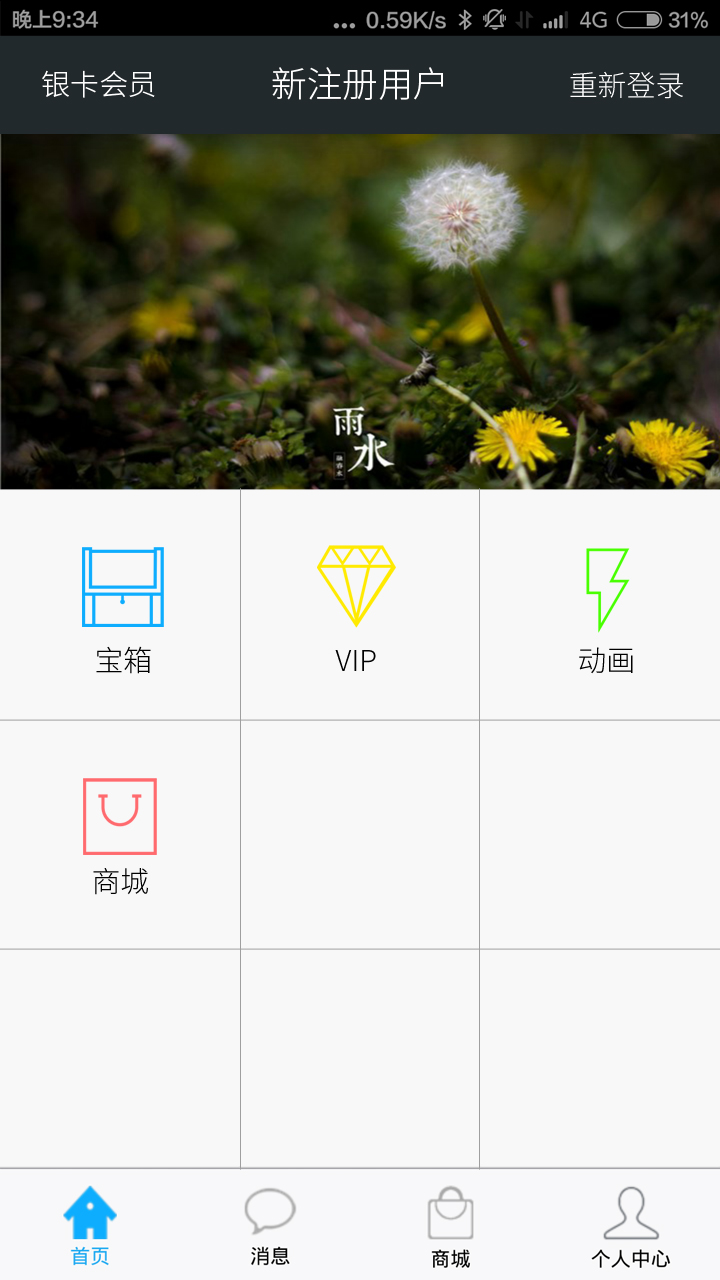 晚上9:34
... 0.59K/s 4G 31%
银卡会员 新注册用户 重新登录
雨
水
宝箱 VIP 动画
商城
首页 消息 商城 个人中心